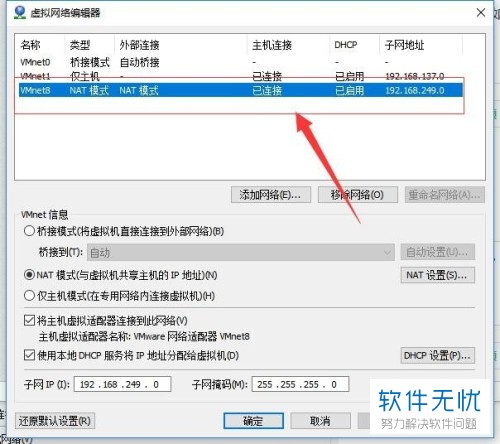 虚拟网络编辑器
名称 类型 外部连接 主机连接 DHCP 子网地址
VMnet0 桥接模式 自动桥接 - - -
VMnet1 仅主机... - 已连接 已启用 192.168.137.0
VMnet8 NAT 模式 NAT 模式 已连接 已启用 192.168.249.0
添加网络(E)... 移除网络(O) 重命名网络(A)...
VMnet 信息
桥接模式(将虚拟机直接连接到外部网络)(B)
桥接到(T): 自动 自动设置(U)...
NAT 模式(与虚拟机共享主机的 IP 地址)(N) NAT 设置(S)...
仅主机模式(在专用网络内连接虚拟机)(H)
将主机虚拟适配器连接到此网络(V)
主机虚拟适配器名称: VMware 网络适配器 VMnet8
使用本地 DHCP 服务将 IP 地址分配给虚拟机(D) DHCP 设置(P)...
子网 IP (I): 192 .168 .249 . 0 子网掩码(M): 255 .255 .255 . 0
还原默认设置(R) 确定 取消
软件无忧
努力解决软件问题